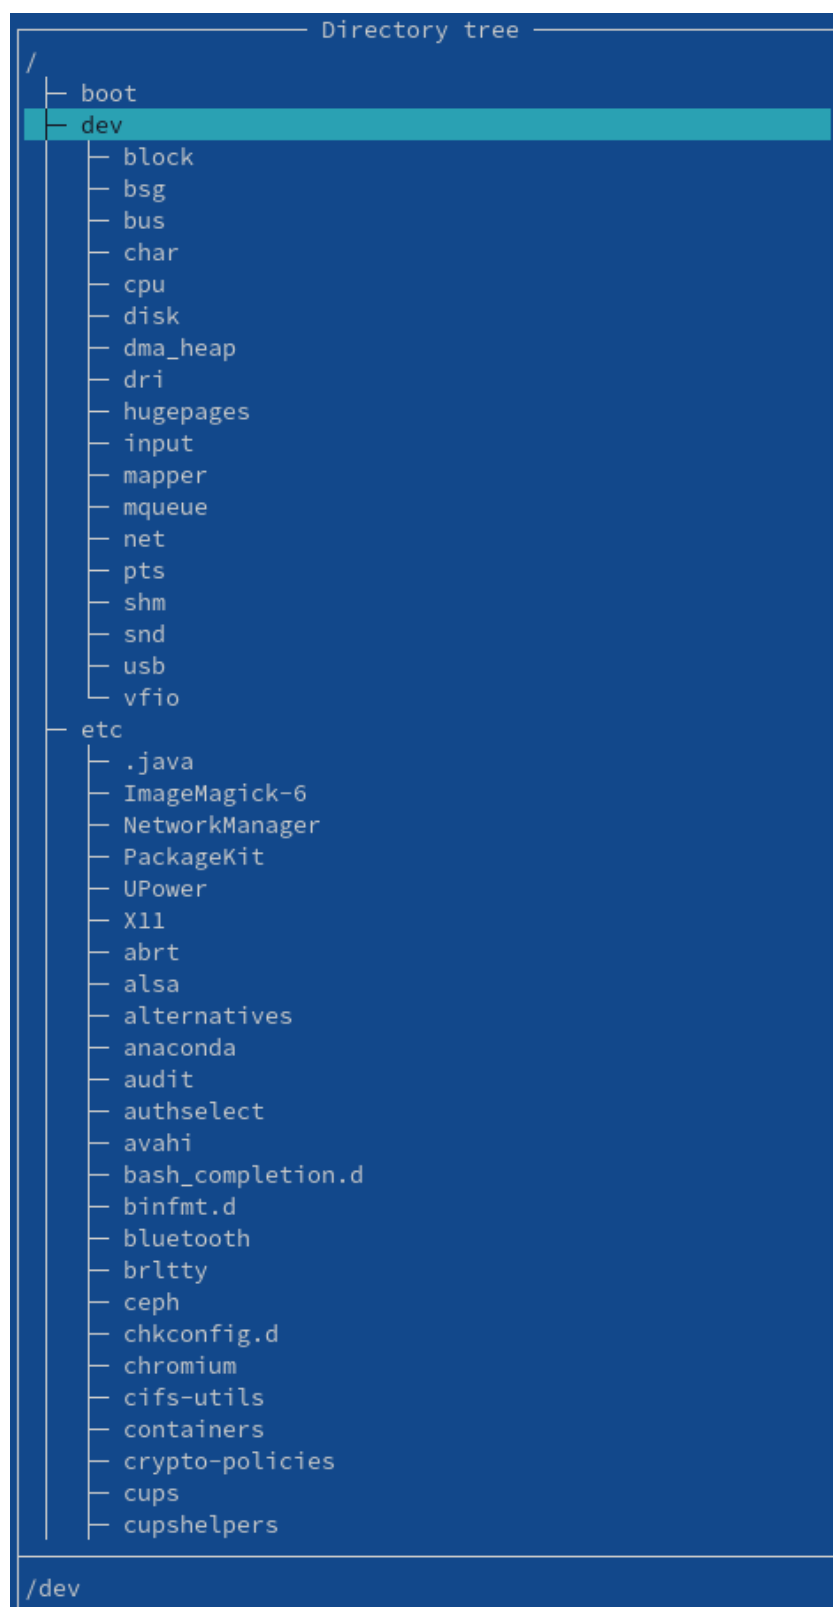 Directory tree
/
boot
dev
block
bsg
bus
char
cpu
disk
dma_heap
dri
hugepages
input
mapper
mqueue
net
pts
shm
snd
usb
vfio
etc
.java
ImageMagick-6
NetworkManager
PackageKit
UPower
X11
abrt
alsa
alternatives
anaconda
audit
authselect
avahi
bash_completion.d
binfmt.d
bluetooth
brltty
ceph
chkconfig.d
chromium
cifs-utils
containers
crypto-policies
cups
cupshelpers
/dev